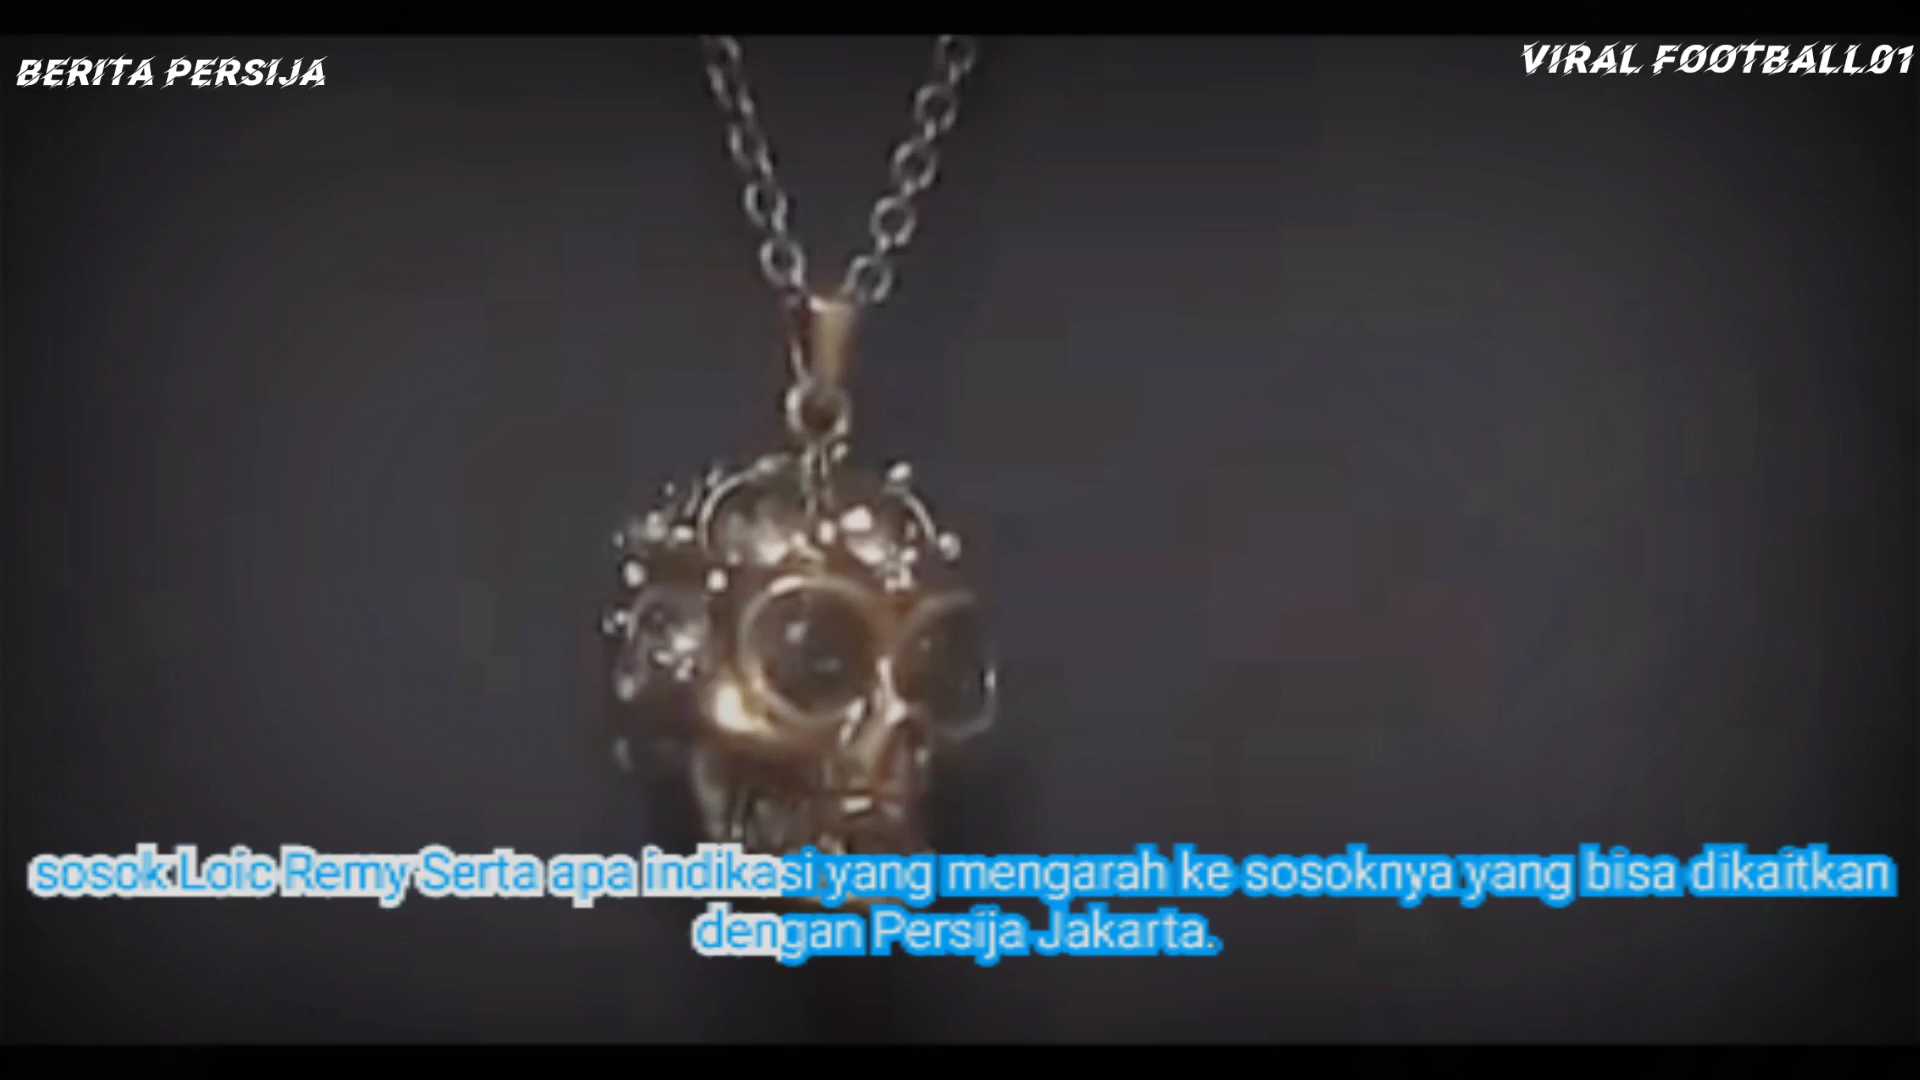 BERITA PERSIJA
VIRAL FOOTBALL01
sosok Loic Remy Serta apa indikasi yang mengarah ke sosoknya yang bisa dikaitkan
dengan Persija Jakarta.